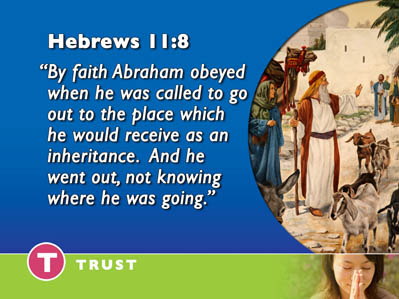 Hebrews 11:8
“By faith Abraham obeyed
when he was called to go
out to the place which
he would receive as an
inheritance. And he
went out, not knowing
where he was going.”
T TRUST